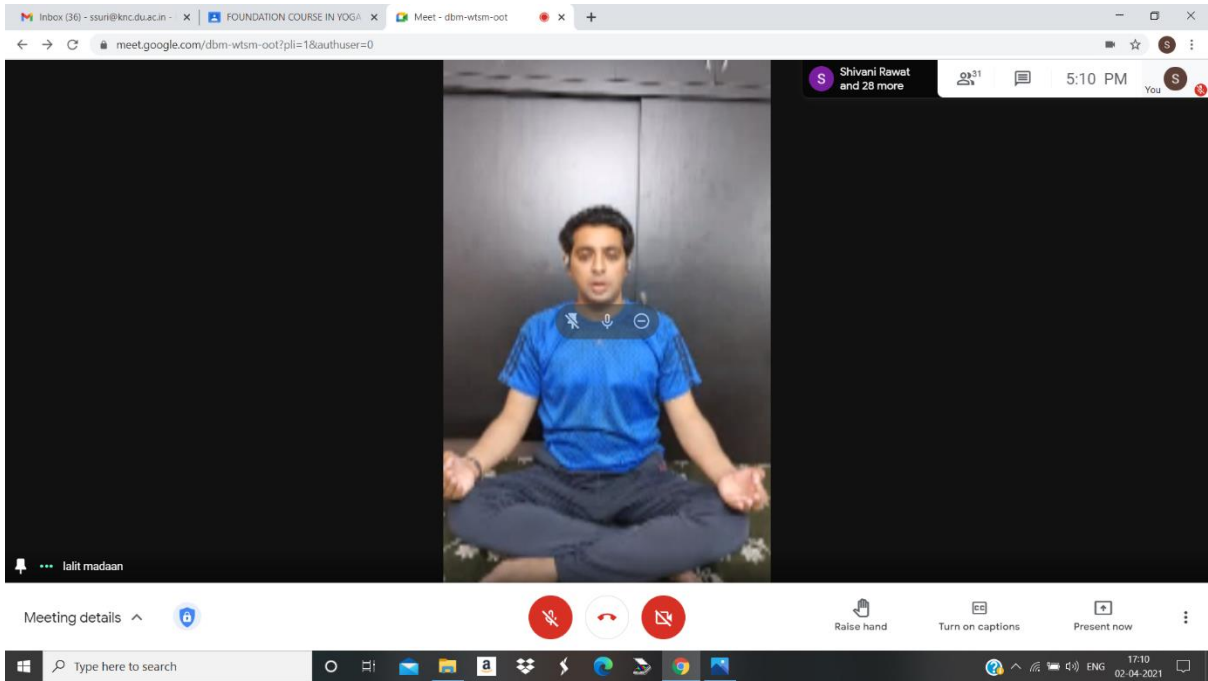 Inbox (36) - ssuri@knc.du.ac.in -
FOUNDATION COURSE IN YOGA
Meet - dbm-wtsm-oot
meet.google.com/dbm-wtsm-oot?pli=1&authuser=0
S
S
Shivani Rawat
and 28 more
31
5:10 PM
You
S
lalit madaan
Meeting details
Raise hand
CC
Turn on captions
Present now
Type here to search
a
ENG
17:10
02-04-2021